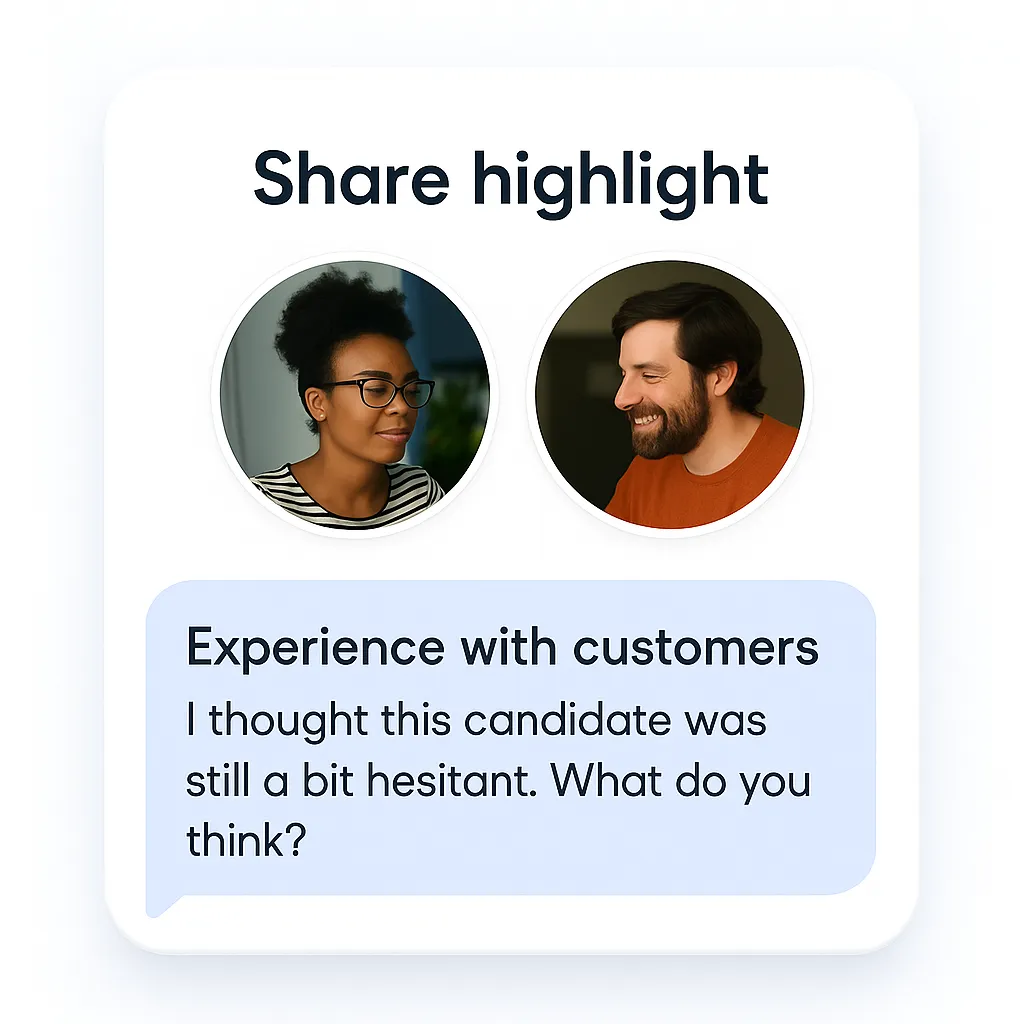 Share highlight
Experience with customers
I thought this candidate was
still a bit hesitant. What do you
think?